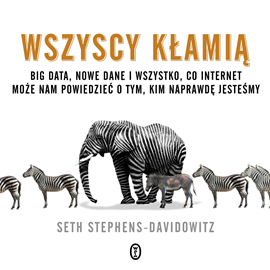 WSZYSCY KŁAMIĄ
BIG DATA, NOWE DANE I WSZYSTKO, CO INTERNET
MOŻE NAM POWIEDZIEĆ O TYM, KIM NAPRAWDĘ JESTEŚMY
SETH STEPHENS-DAVIDOWITZ